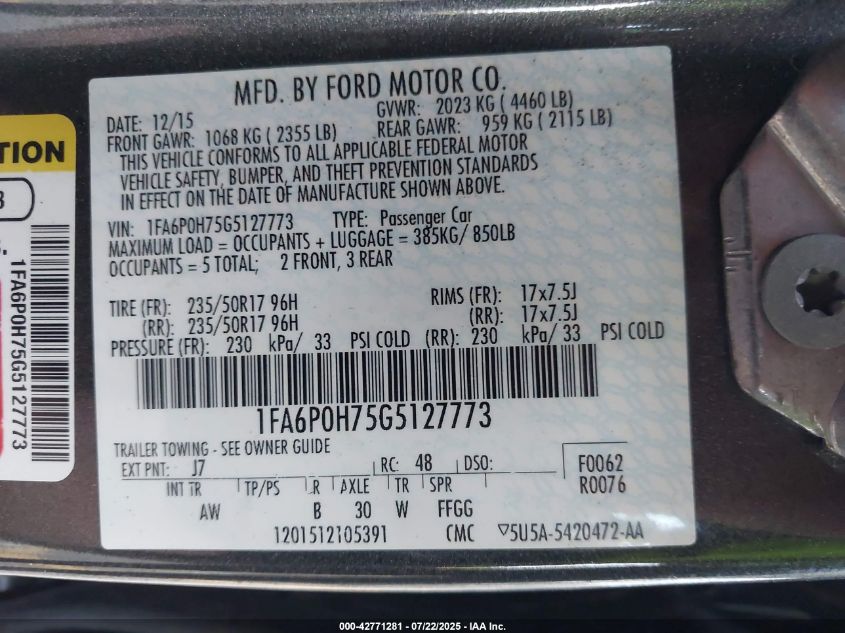 MFD. BY FORD MOTOR CO.
DATE: 12/15 GVWR: 2023 KG ( 4460 LB)
FRONT GAWR: 1068 KG ( 2355 LB) REAR GAWR: 959 KG ( 2115 LB)
THIS VEHICLE CONFORMS TO ALL APPLICABLE FEDERAL MOTOR
VEHICLE SAFETY, BUMPER, AND THEFT PREVENTION STANDARDS
IN EFFECT ON THE DATE OF MANUFACTURE SHOWN ABOVE.
VIN: 1FA6P0H75G5127773 TYPE: Passenger Car
MAXIMUM LOAD = OCCUPANTS + LUGGAGE = 385KG/ 850LB
OCCUPANTS = 5 TOTAL; 2 FRONT, 3 REAR
TIRE (FR): 235/50R17 96H RIMS (FR): 17x7.5J
(RR): 235/50R17 96H (RR): 17x7.5J
PRESSURE (FR): 230 kPa/ 33 PSI COLD (RR): 230 kPa/ 33 PSI COLD
1FA6P0H75G5127773
TRAILER TOWING - SEE OWNER GUIDE
EXT PNT: J7 RC: 48 DSO: F0062
INT TR TP/PS R AXLE TR SPR R0076
AW B 30 W FFGG
1201512105391 CMC ▽5U5A-5420472-AA
TION
1FA6P0H75G5127773
000-42771281 - 07/22/2025 - IAA Inc.